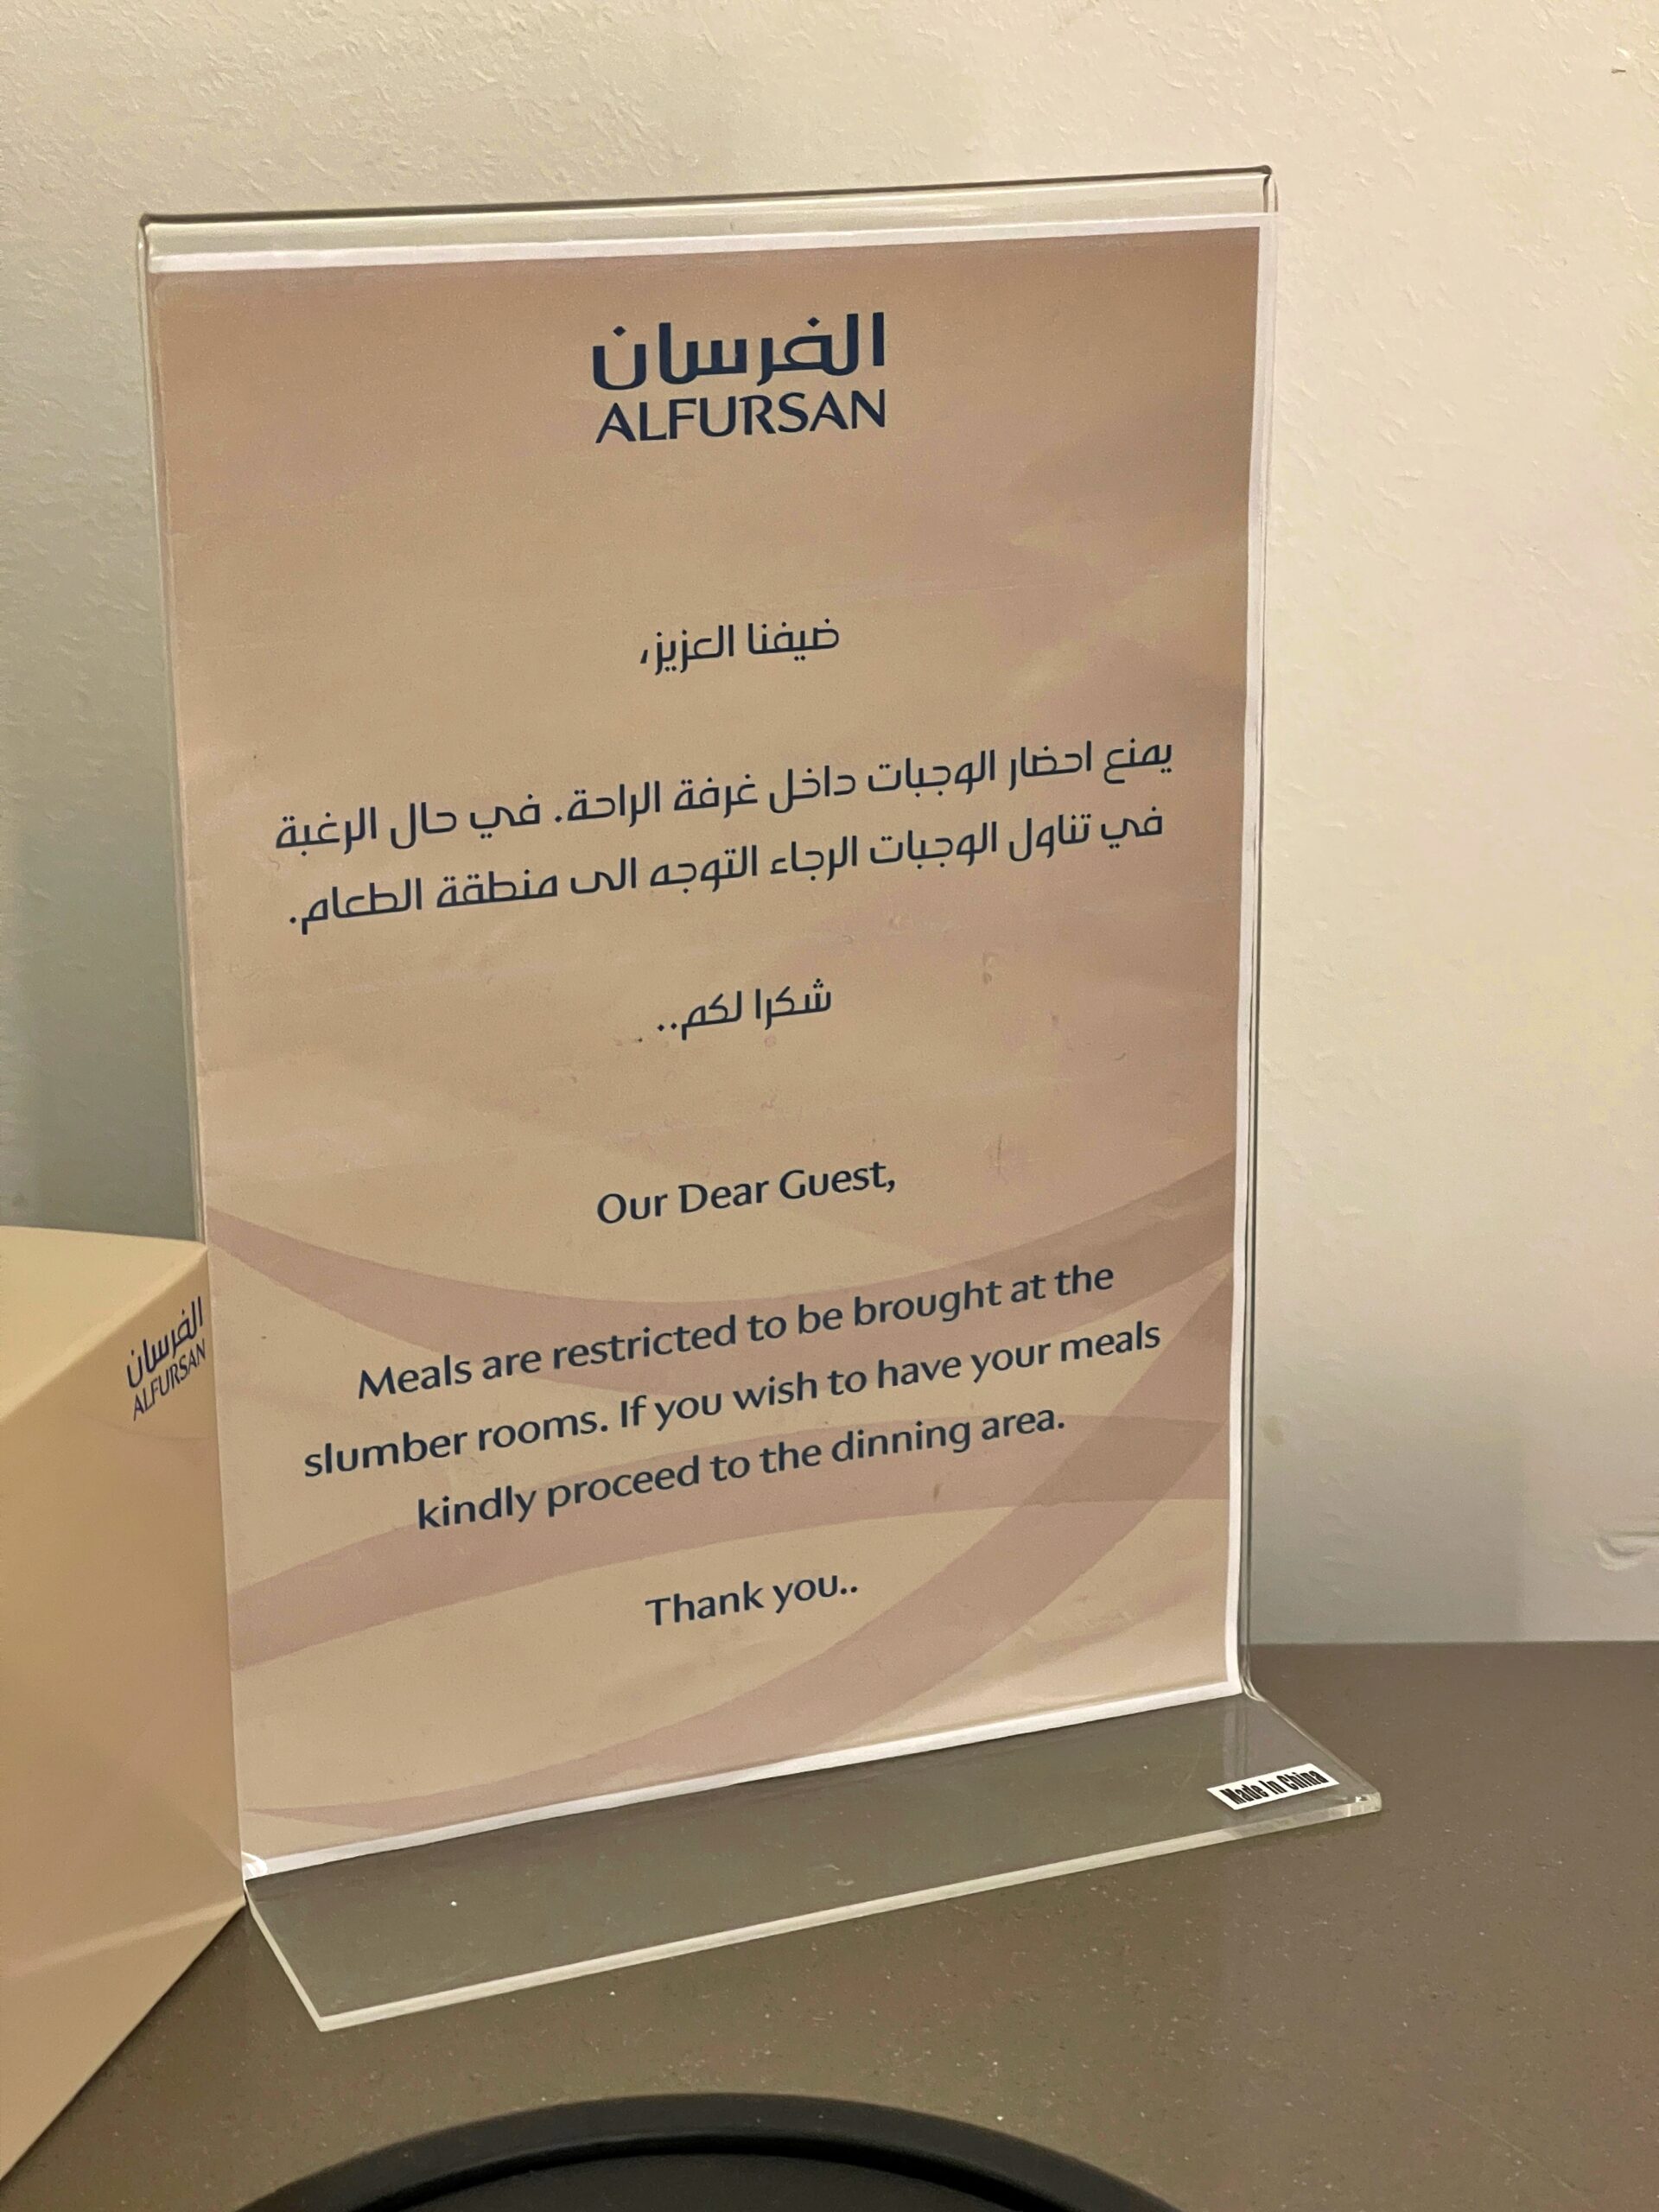 الفرسان
ALFURSAN
ضيفنا العزيز،
يمنع احضار الوجبات داخل غرفة الراحة. في حال الرغبة
في تناول الوجبات الرجاء التوجه الى منطقة الطعام.
شكرا لكم..
Our Dear Guest,
Meals are restricted to be brought at the
slumber rooms. If you wish to have your meals
kindly proceed to the dinning area.
Thank you..
الفرسان
ALFURSAN
Made In China